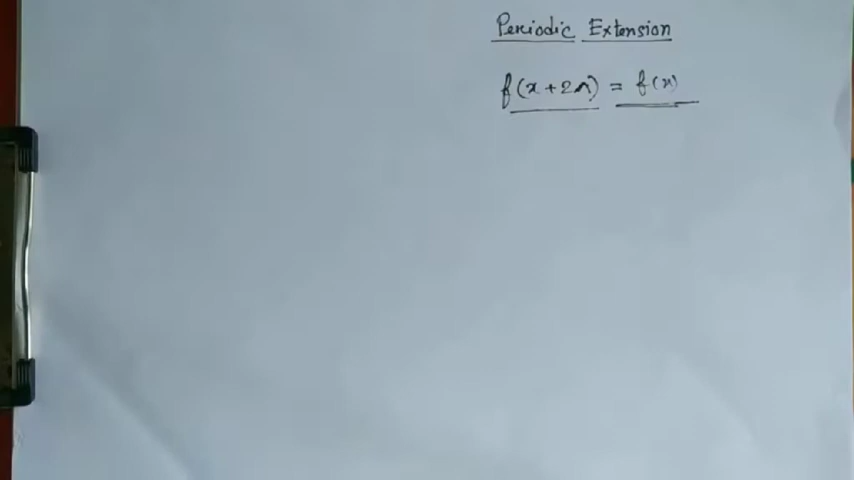 Periodic Extension
f(x+2π) = f(x)